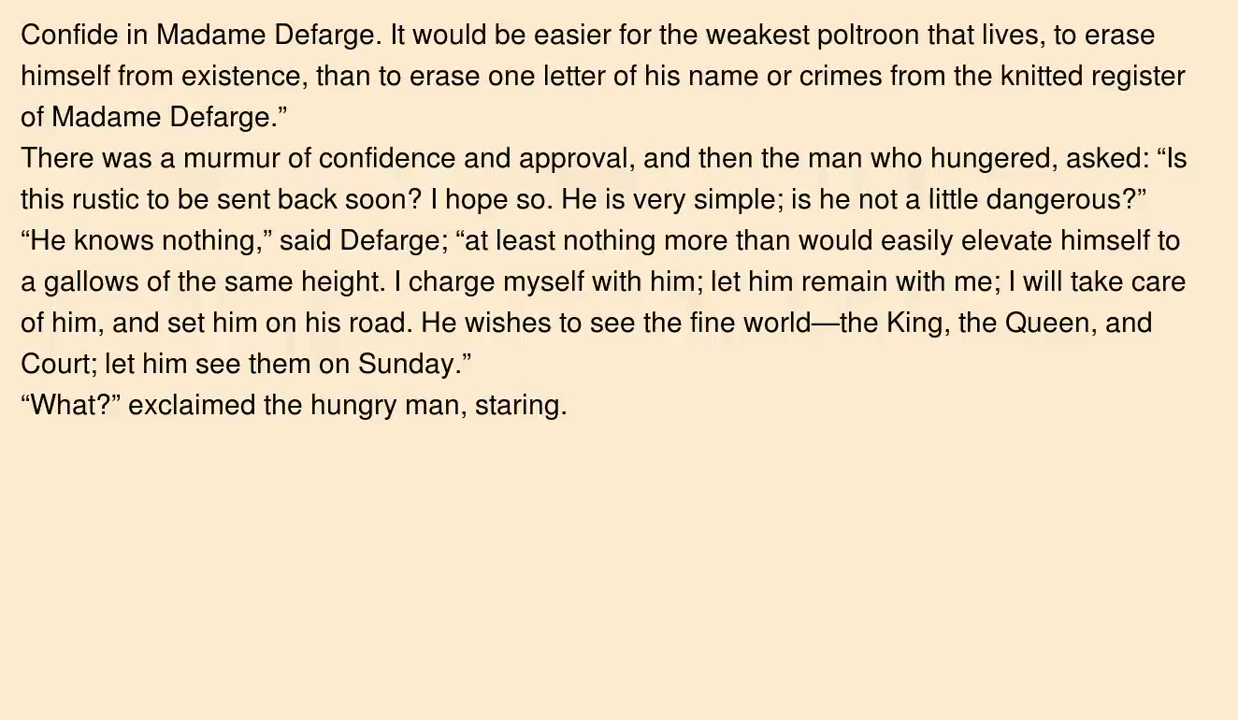 Confide in Madame Defarge. It would be easier for the weakest poltroon that lives, to erase
himself from existence, than to erase one letter of his name or crimes from the knitted register
of Madame Defarge.”
There was a murmur of confidence and approval, and then the man who hungered, asked: “Is
this rustic to be sent back soon? I hope so. He is very simple; is he not a little dangerous?”
“He knows nothing,” said Defarge; “at least nothing more than would easily elevate himself to
a gallows of the same height. I charge myself with him; let him remain with me; I will take care
of him, and set him on his road. He wishes to see the fine world—the King, the Queen, and
Court; let him see them on Sunday.”
“What?” exclaimed the hungry man, staring.